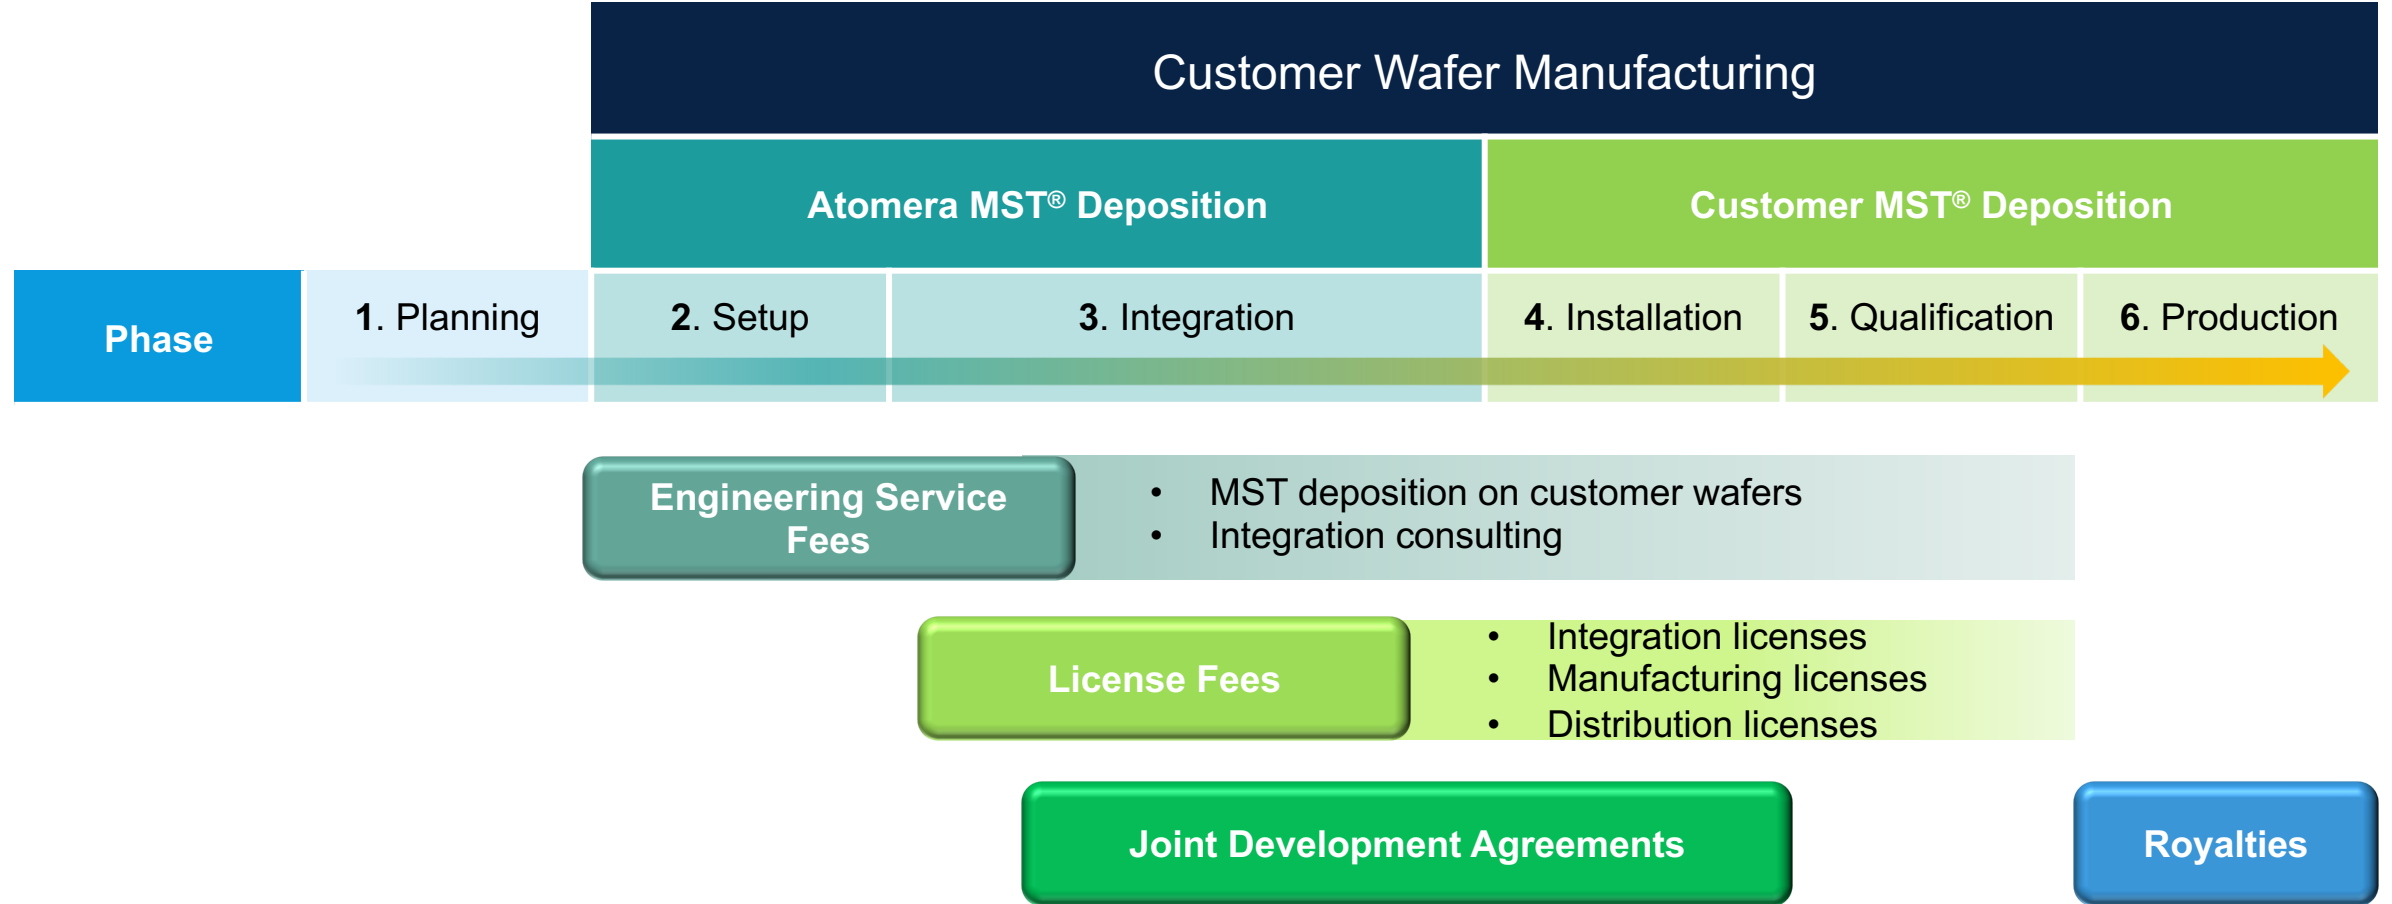 Customer Wafer Manufacturing
Atomera MST® Deposition
Customer MST® Deposition
Phase
1. Planning
2. Setup
3. Integration
4. Installation
5. Qualification
6. Production
Engineering Service
Fees
• MST deposition on customer wafers
• Integration consulting
License Fees
• Integration licenses
• Manufacturing licenses
• Distribution licenses
Joint Development Agreements
Royalties